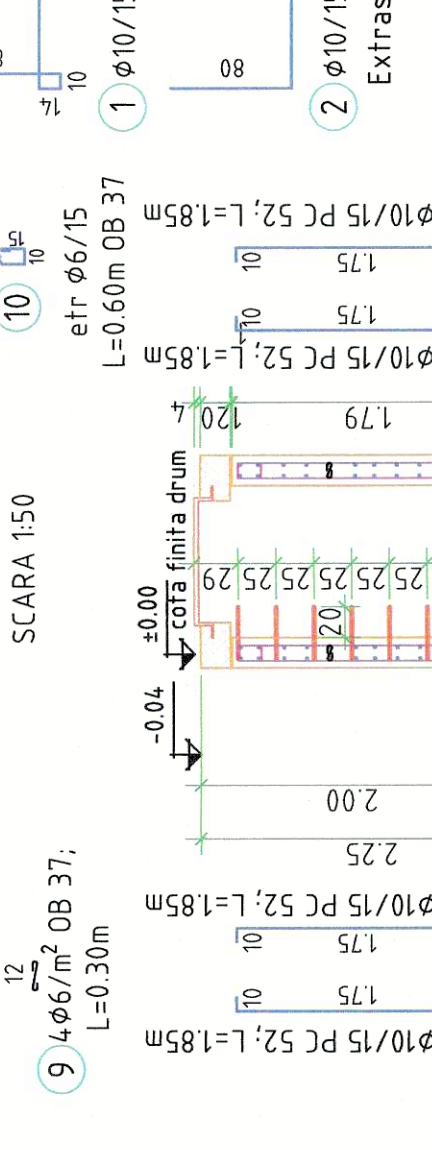 14
10
1 ϕ10/15
80
2 ϕ10/15
Extras
15
10
10
etr ϕ6/15
L=0.60m OB 37
ϕ10/15 PC 52; L=1.85m
10
1.75
10
1.75
ϕ10/15 PC 52; L=1.85m
SCARA 1:50
4
120
1.79
±0.00
cota finita drum
-0.04
29
25
25
25
25
25
20
8
8
2.00
2.25
12
9 4ϕ6/m² OB 37;
L=0.30m
ϕ10/15 PC 52; L=1.85m
10
1.75
10
1.75
ϕ10/15 PC 52; L=1.85m